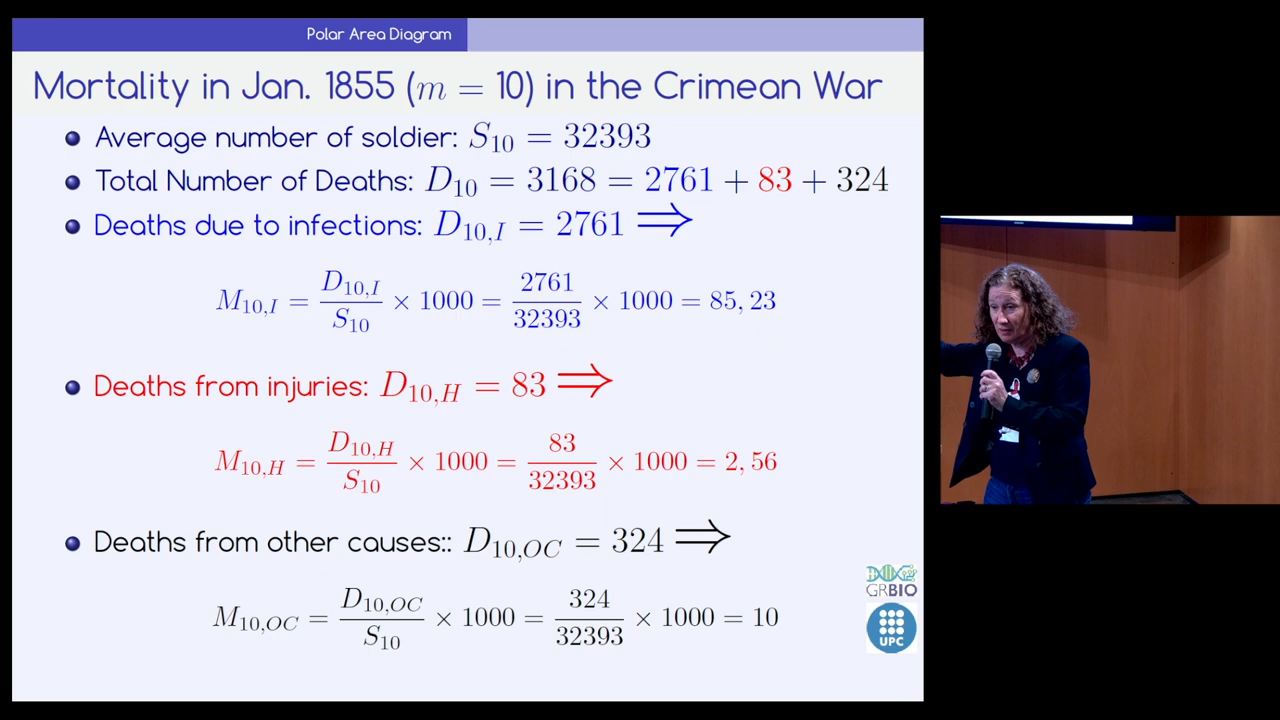 Polar Area Diagram
Mortality in Jan. 1855 (m = 10) in the Crimean War
Average number of soldier: S₁₀ = 32393
Total Number of Deaths: D₁₀ = 3168 = 2761 + 83 + 324
Deaths due to infections: D₁₀,I = 2761 ⟹
M₁₀,I = D₁₀,I / S₁₀ × 1000 = 2761 / 32393 × 1000 = 85, 23
Deaths from injuries: D₁₀,H = 83 ⟹
M₁₀,H = D₁₀,H / S₁₀ × 1000 = 83 / 32393 × 1000 = 2, 56
Deaths from other causes:: D₁₀,OC = 324 ⟹
M₁₀,OC = D₁₀,OC / S₁₀ × 1000 = 324 / 32393 × 1000 = 10
GRBIO
UPC